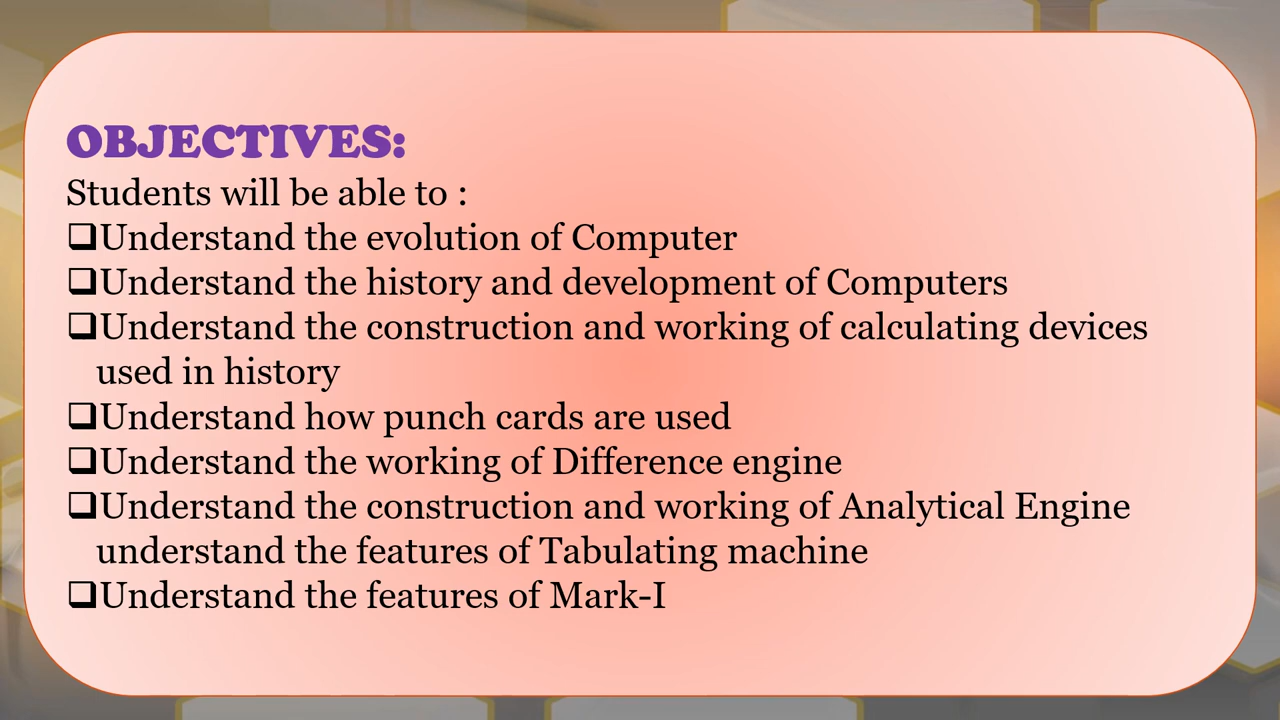 OBJECTIVES:
Students will be able to :
❑Understand the evolution of Computer
❑Understand the history and development of Computers
❑Understand the construction and working of calculating devices
used in history
❑Understand how punch cards are used
❑Understand the working of Difference engine
❑Understand the construction and working of Analytical Engine
understand the features of Tabulating machine
❑Understand the features of Mark-I